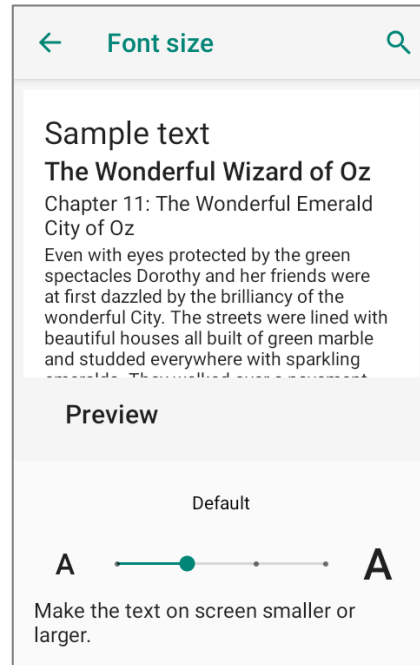 Font size
Sample text
The Wonderful Wizard of Oz
Chapter 11: The Wonderful Emerald
City of Oz
Even with eyes protected by the green
spectacles Dorothy and her friends were
at first dazzled by the brilliancy of the
wonderful City. The streets were lined with
beautiful houses all built of green marble
and studded everywhere with sparkling
Preview
Default
A A
Make the text on screen smaller or
larger.